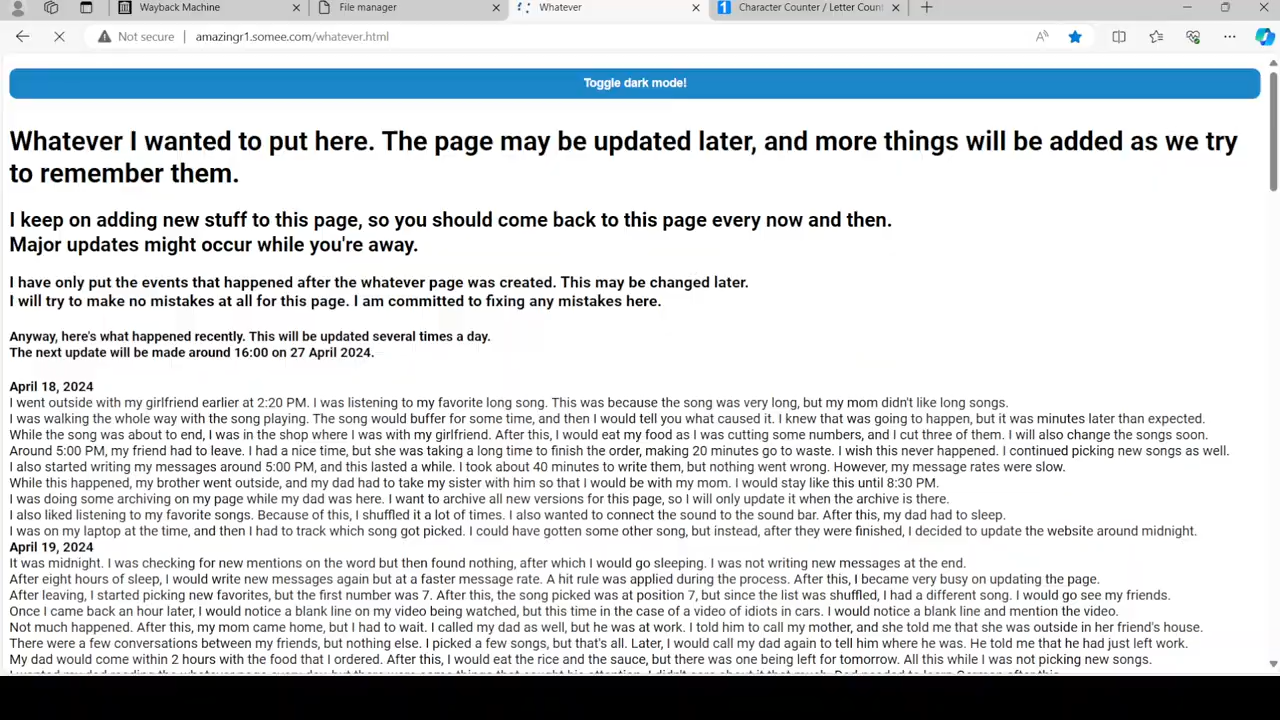 Wayback Machine
File manager
Whatever
Character Counter / Letter Count
Not secure
amazingr1.somee.com/whatever.html
Toggle dark mode!
Whatever I wanted to put here. The page may be updated later, and more things will be added as we try
to remember them.
I keep on adding new stuff to this page, so you should come back to this page every now and then.
Major updates might occur while you're away.
I have only put the events that happened after the whatever page was created. This may be changed later.
I will try to make no mistakes at all for this page. I am committed to fixing any mistakes here.
Anyway, here's what happened recently. This will be updated several times a day.
The next update will be made around 16:00 on 27 April 2024.
April 18, 2024
I went outside with my girlfriend earlier at 2:20 PM. I was listening to my favorite long song. This was because the song was very long, but my mom didn't like long songs.
I was walking the whole way with the song playing. The song would buffer for some time, and then I would tell you what caused it. I knew that was going to happen, but it was minutes later than expected.
While the song was about to end, I was in the shop where I was with my girlfriend. After this, I would eat my food as I was cutting some numbers, and I cut three of them. I will also change the songs soon.
Around 5:00 PM, my friend had to leave. I had a nice time, but she was taking a long time to finish the order, making 20 minutes go to waste. I wish this never happened. I continued picking new songs as well.
I also started writing my messages around 5:00 PM, and this lasted a while. I took about 40 minutes to write them, but nothing went wrong. However, my message rates were slow.
While this happened, my brother went outside, and my dad had to take my sister with him so that I would be with my mom. I would stay like this until 8:30 PM.
I was doing some archiving on my page while my dad was here. I want to archive all new versions for this page, so I will only update it when the archive is there.
I also liked listening to my favorite songs. Because of this, I shuffled it a lot of times. I also wanted to connect the sound to the sound bar. After this, my dad had to sleep.
I was on my laptop at the time, and then I had to track which song got picked. I could have gotten some other song, but instead, after they were finished, I decided to update the website around midnight.
April 19, 2024
It was midnight. I was checking for new mentions on the word but then found nothing, after which I would go sleeping. I was not writing new messages at the end.
After eight hours of sleep, I would write new messages again but at a faster message rate. A hit rule was applied during the process. After this, I became very busy on updating the page.
After leaving, I started picking new favorites, but the first number was 7. After this, the song picked was at position 7, but since the list was shuffled, I had a different song. I would go see my friends.
Once I came back an hour later, I would notice a blank line on my video being watched, but this time in the case of a video of idiots in cars. I would notice a blank line and mention the video.
Not much happened. After this, my mom came home, but I had to wait. I called my dad as well, but he was at work. I told him to call my mother, and she told me that she was outside in her friend's house.
There were a few conversations between my friends, but nothing else. I picked a few songs, but that's all. Later, I would call my dad again to tell him where he was. He told me that he had just left work.
My dad would come within 2 hours with the food that I ordered. After this, I would eat the rice and the sauce, but there was one being left for tomorrow. All this while I was not picking new songs.